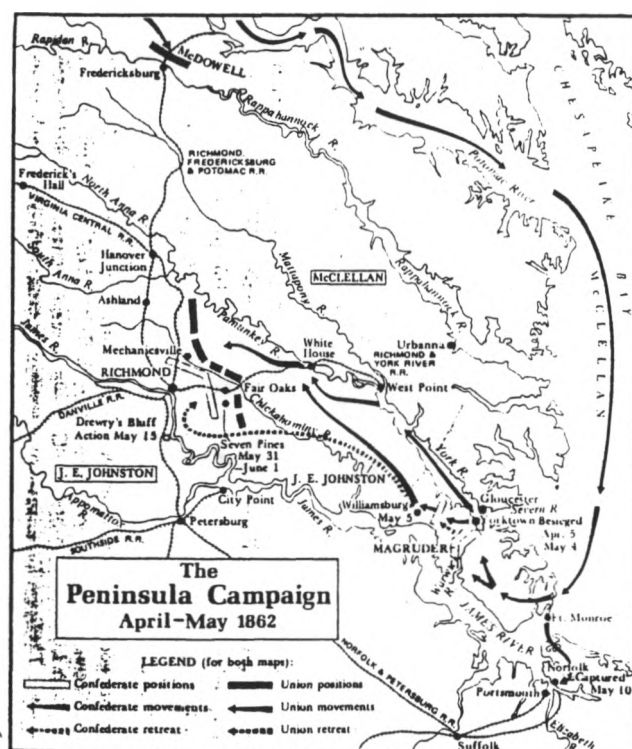 Rapidan R.
McDOWELL
Fredericksburg
Rappahannock R.
RICHMOND,
FREDERICKSBURG
& POTOMAC R.R.
Potomac River
CHESIPEIKE BIY
McCLELLAN
Frederick's
Hall
North Anna R.
VIRGINIA CENTRAL R.R.
South Anna R.
Hanover
Junction
Ashland
McCLELLAN
Mattapony R.
Rappahannock R.
Pamunkey R.
James R.
Mechanicsville
RICHMOND
White
House
Urbanna
RICHMOND &
YORK RIVER
R.R.
West Point
Fair Oaks
DANVILLE R.R.
Drewry's Bluff
Action May 15
Chickahominy R.
Seven Pines
May 31
June 1
York R.
J. E. JOHNSTON
J. E. JOHNSTON
City Point
Appomattox
James R.
Petersburg
SOUTHSIDE R.R.
Williamsburg
May 5
Gloucester
Severn R.
Yorktown Besieged
Apr. 5
May 4
MAGRUDER
JAMES RIVER
Ft. Monroe
Norfolk
Captured
May 10
Portsmouth
Elizabeth
NORFOLK & PETERSBURG R.R.
Suffolk
The
Peninsula Campaign
April-May 1862
LEGEND (for both maps):
Confederate positions
Union positions
Confederate movements
Union movements
Confederate retreat
Union retreat